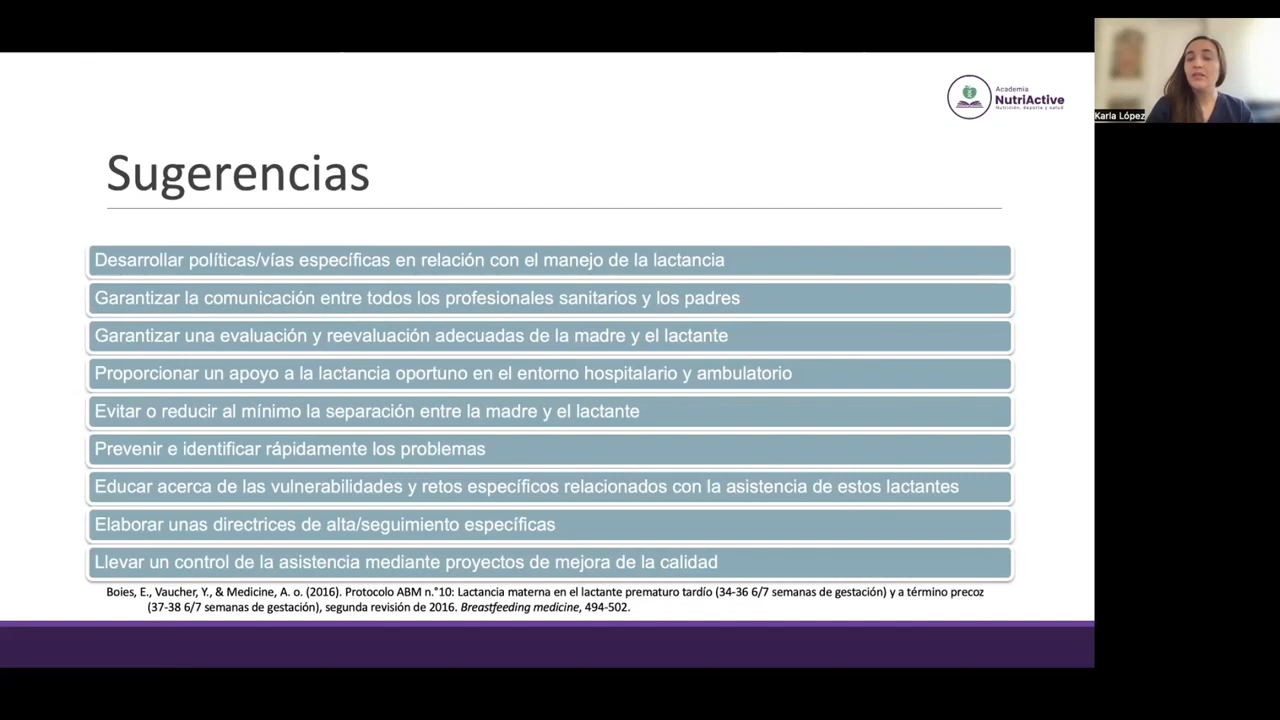 Academia
NutriActive
Nutrición, deporte y salud
Karla López
Sugerencias
Desarrollar políticas/vías específicas en relación con el manejo de la lactancia
Garantizar la comunicación entre todos los profesionales sanitarios y los padres
Garantizar una evaluación y reevaluación adecuadas de la madre y el lactante
Proporcionar un apoyo a la lactancia oportuno en el entorno hospitalario y ambulatorio
Evitar o reducir al mínimo la separación entre la madre y el lactante
Prevenir e identificar rápidamente los problemas
Educar acerca de las vulnerabilidades y retos específicos relacionados con la asistencia de estos lactantes
Elaborar unas directrices de alta/seguimiento específicas
Llevar un control de la asistencia mediante proyectos de mejora de la calidad
Boies, E., Vaucher, Y., & Medicine, A. o. (2016). Protocolo ABM n.°10: Lactancia materna en el lactante prematuro tardío (34-36 6/7 semanas de gestación) y a término precoz
(37-38 6/7 semanas de gestación), segunda revisión de 2016. Breastfeeding medicine, 494-502.